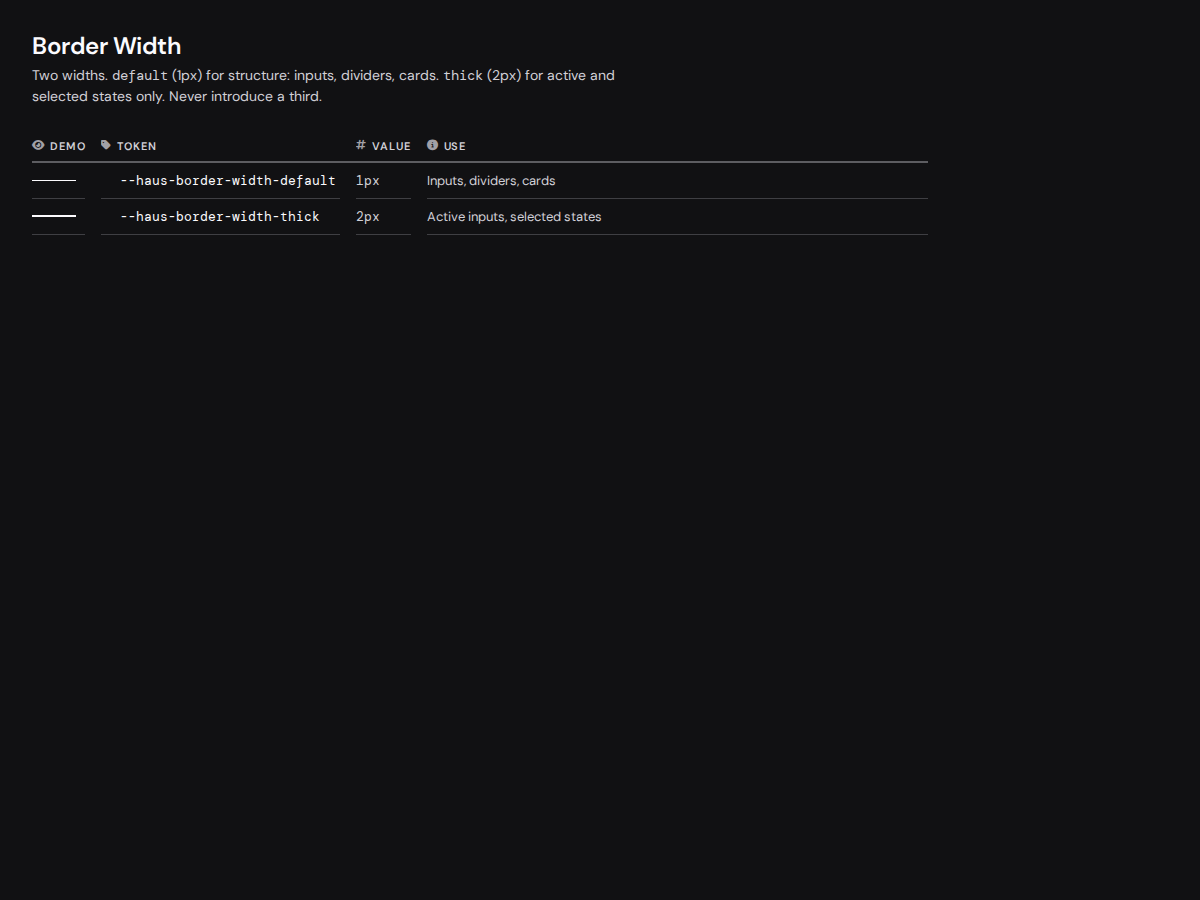 Border Width
Two widths. default (1px) for structure: inputs, dividers, cards. thick (2px) for active and
selected states only. Never introduce a third.
DEMO TOKEN # VALUE USE
--haus-border-width-default 1px Inputs, dividers, cards
--haus-border-width-thick 2px Active inputs, selected states